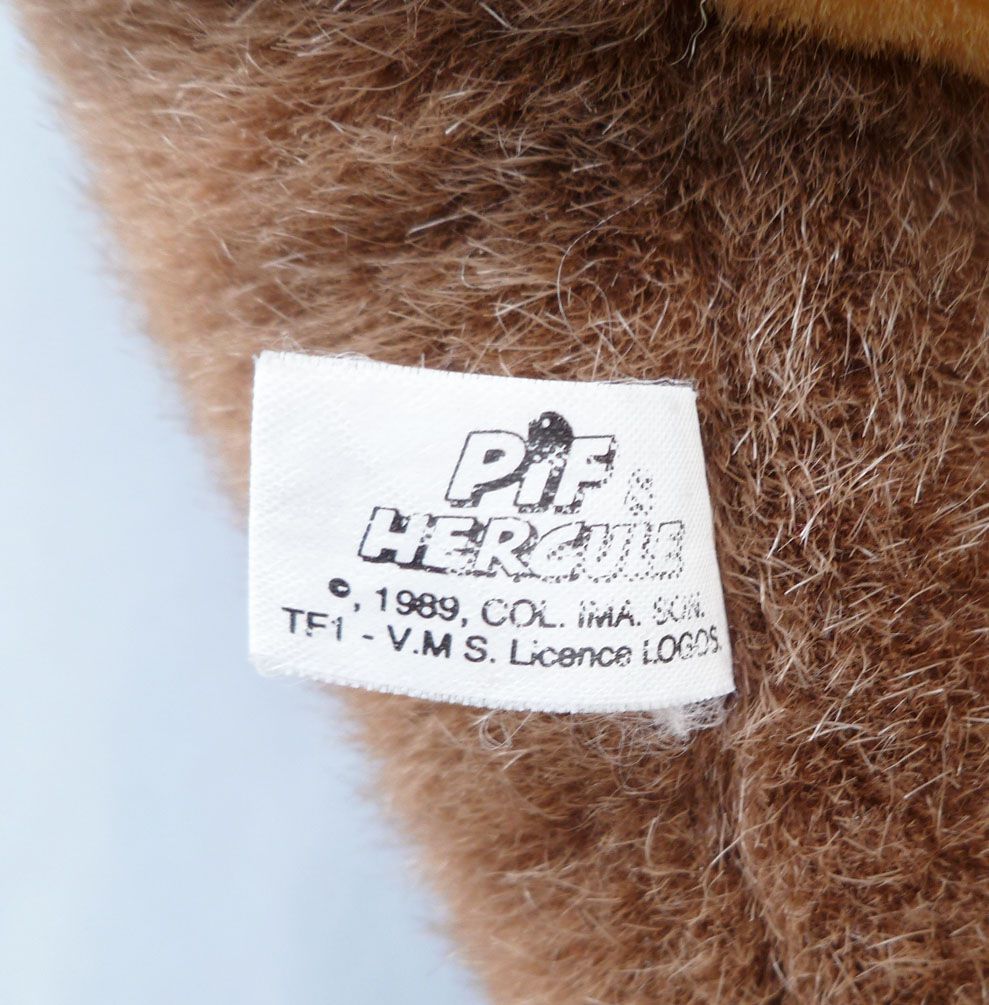 PIF &
HERCULE
©, 1989, COL. IMA. SON.
TF1 - V.M S. Licence LOGOS.